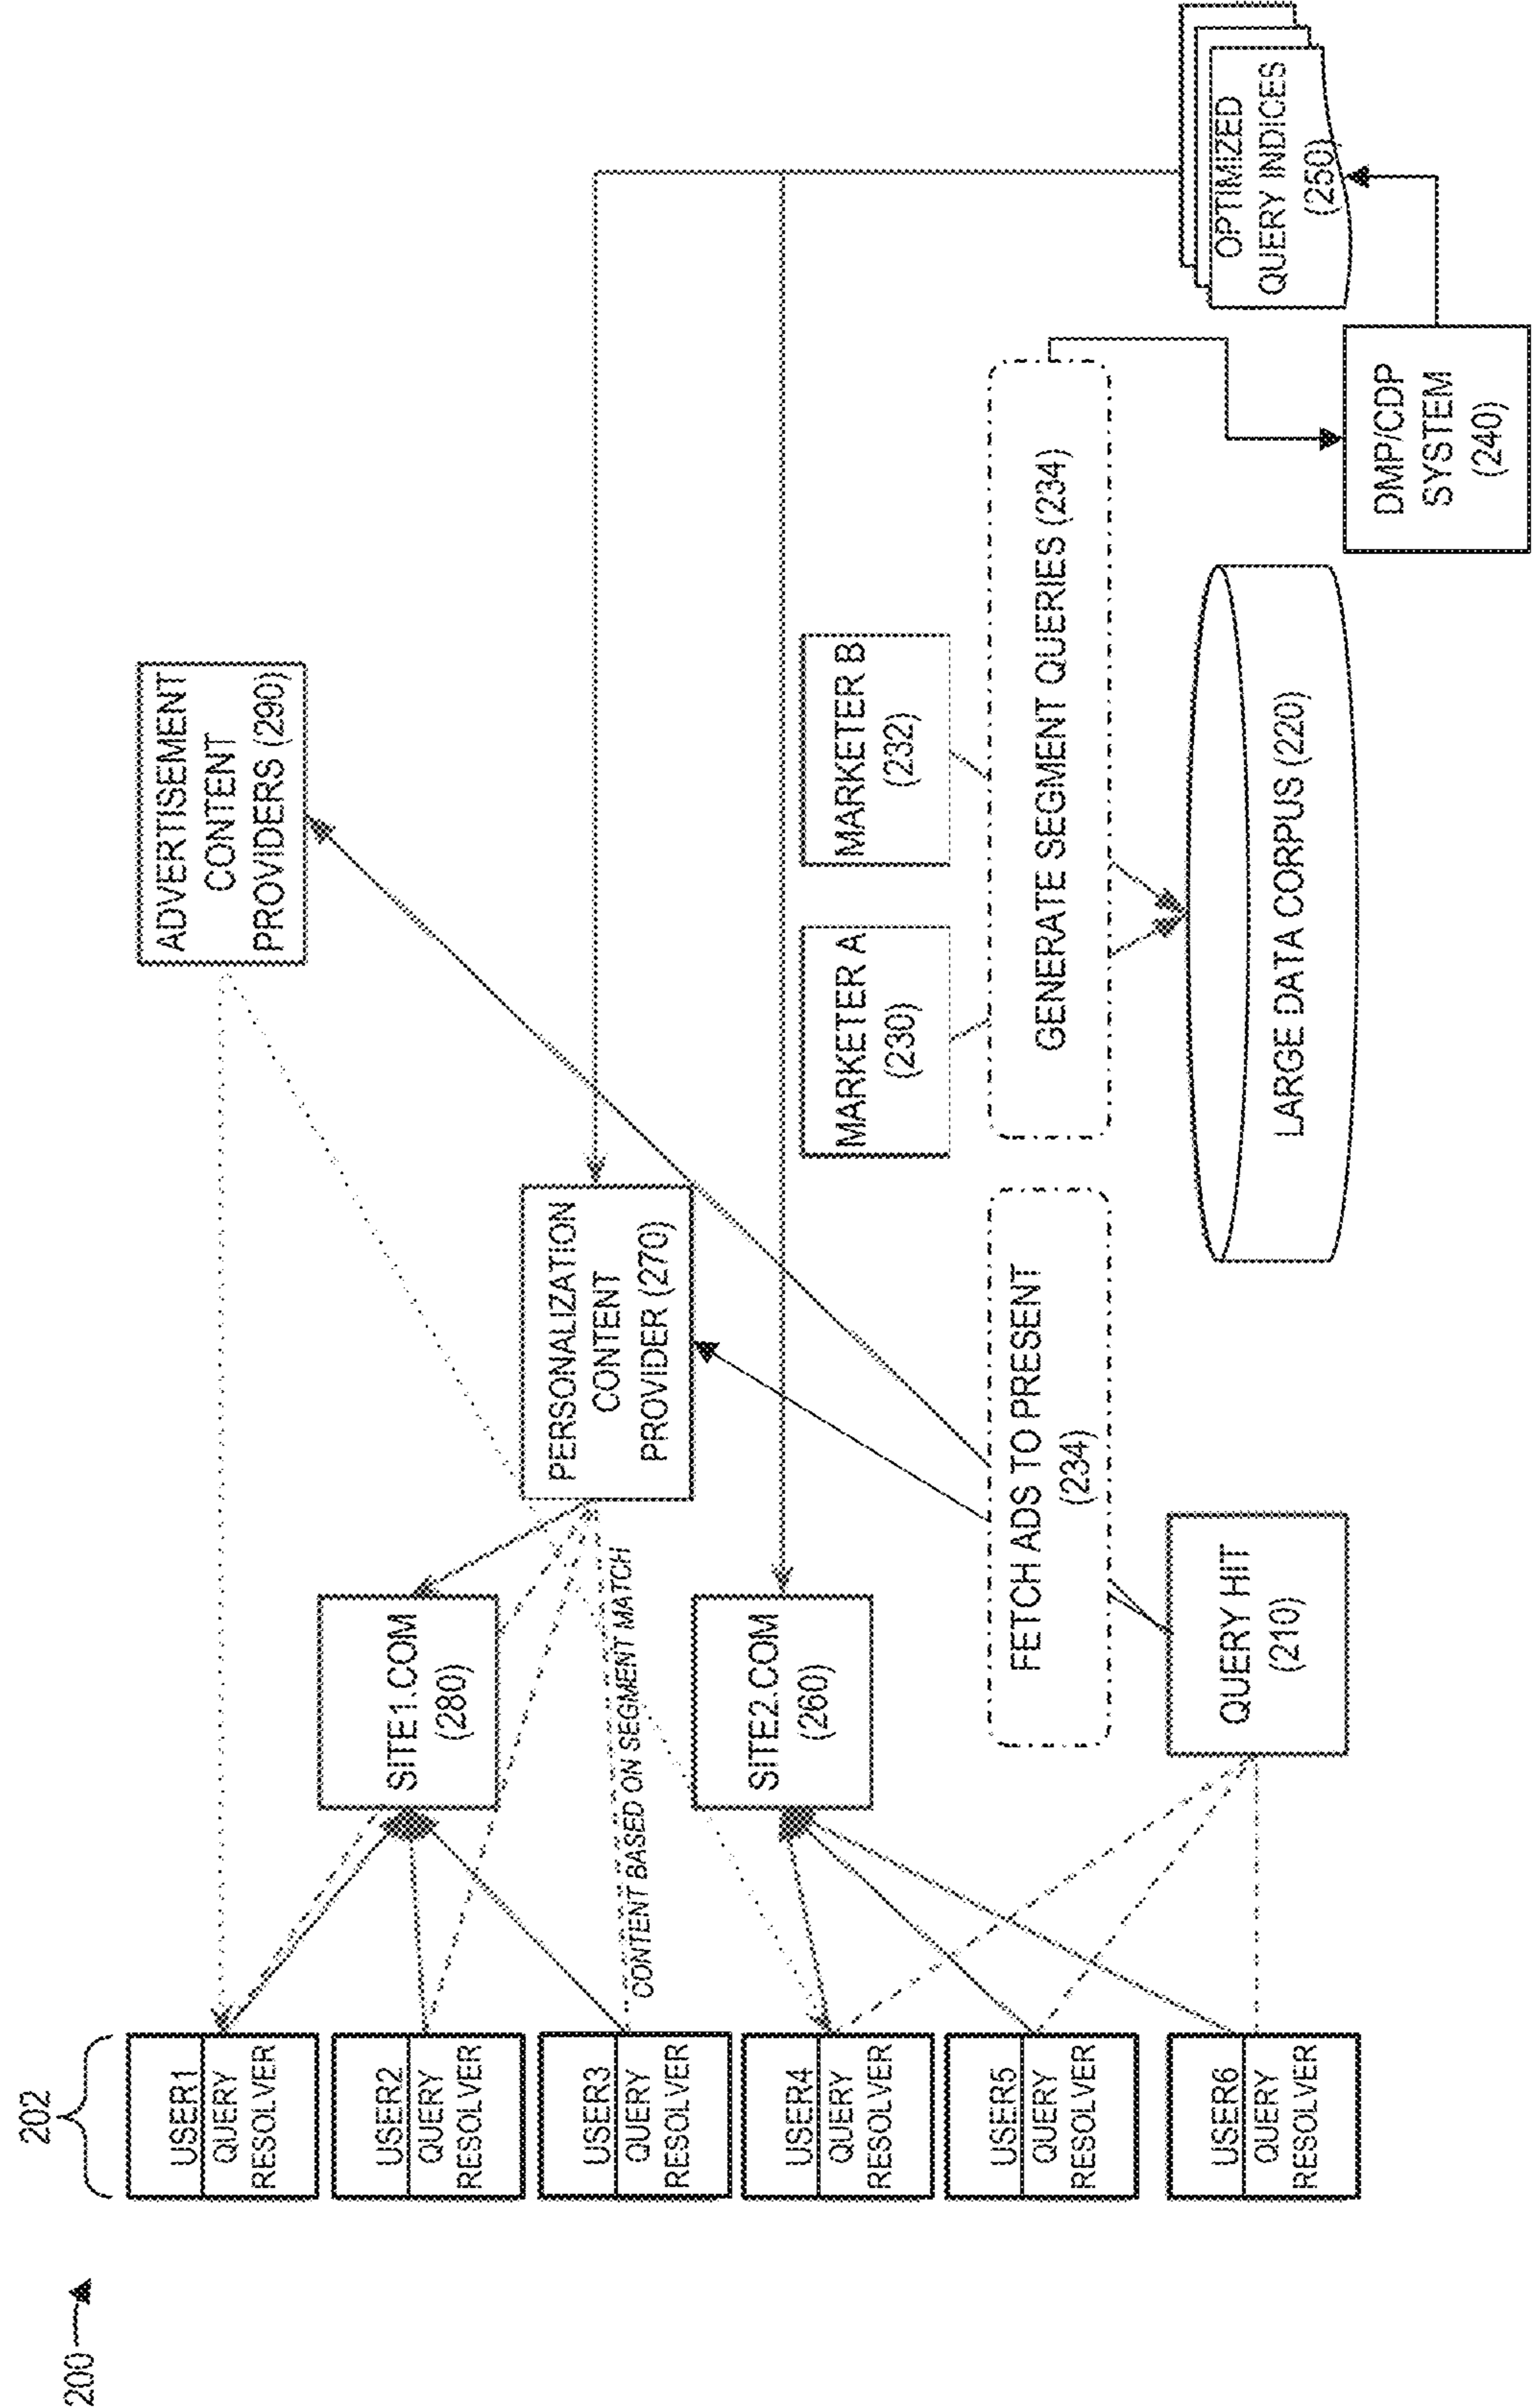 200
202
USER1
QUERY
RESOLVER
USER2
QUERY
RESOLVER
USER3
QUERY
RESOLVER
USER4
QUERY
RESOLVER
USER5
QUERY
RESOLVER
USER6
QUERY
RESOLVER
SITE1.COM
(280)
CONTENT BASED ON SEGMENT MATCH
SITE2.COM
(260)
QUERY HIT
(210)
FETCH ADS TO PRESENT
(234)
PERSONALIZATION
CONTENT
PROVIDER (270)
ADVERTISEMENT
CONTENT
PROVIDERS (290)
MARKETER A
(230)
MARKETER B
(232)
GENERATE SEGMENT QUERIES (234)
LARGE DATA CORPUS (220)
DMP/CDP
SYSTEM
(240)
OPTIMIZED
QUERY INDICES
(250)